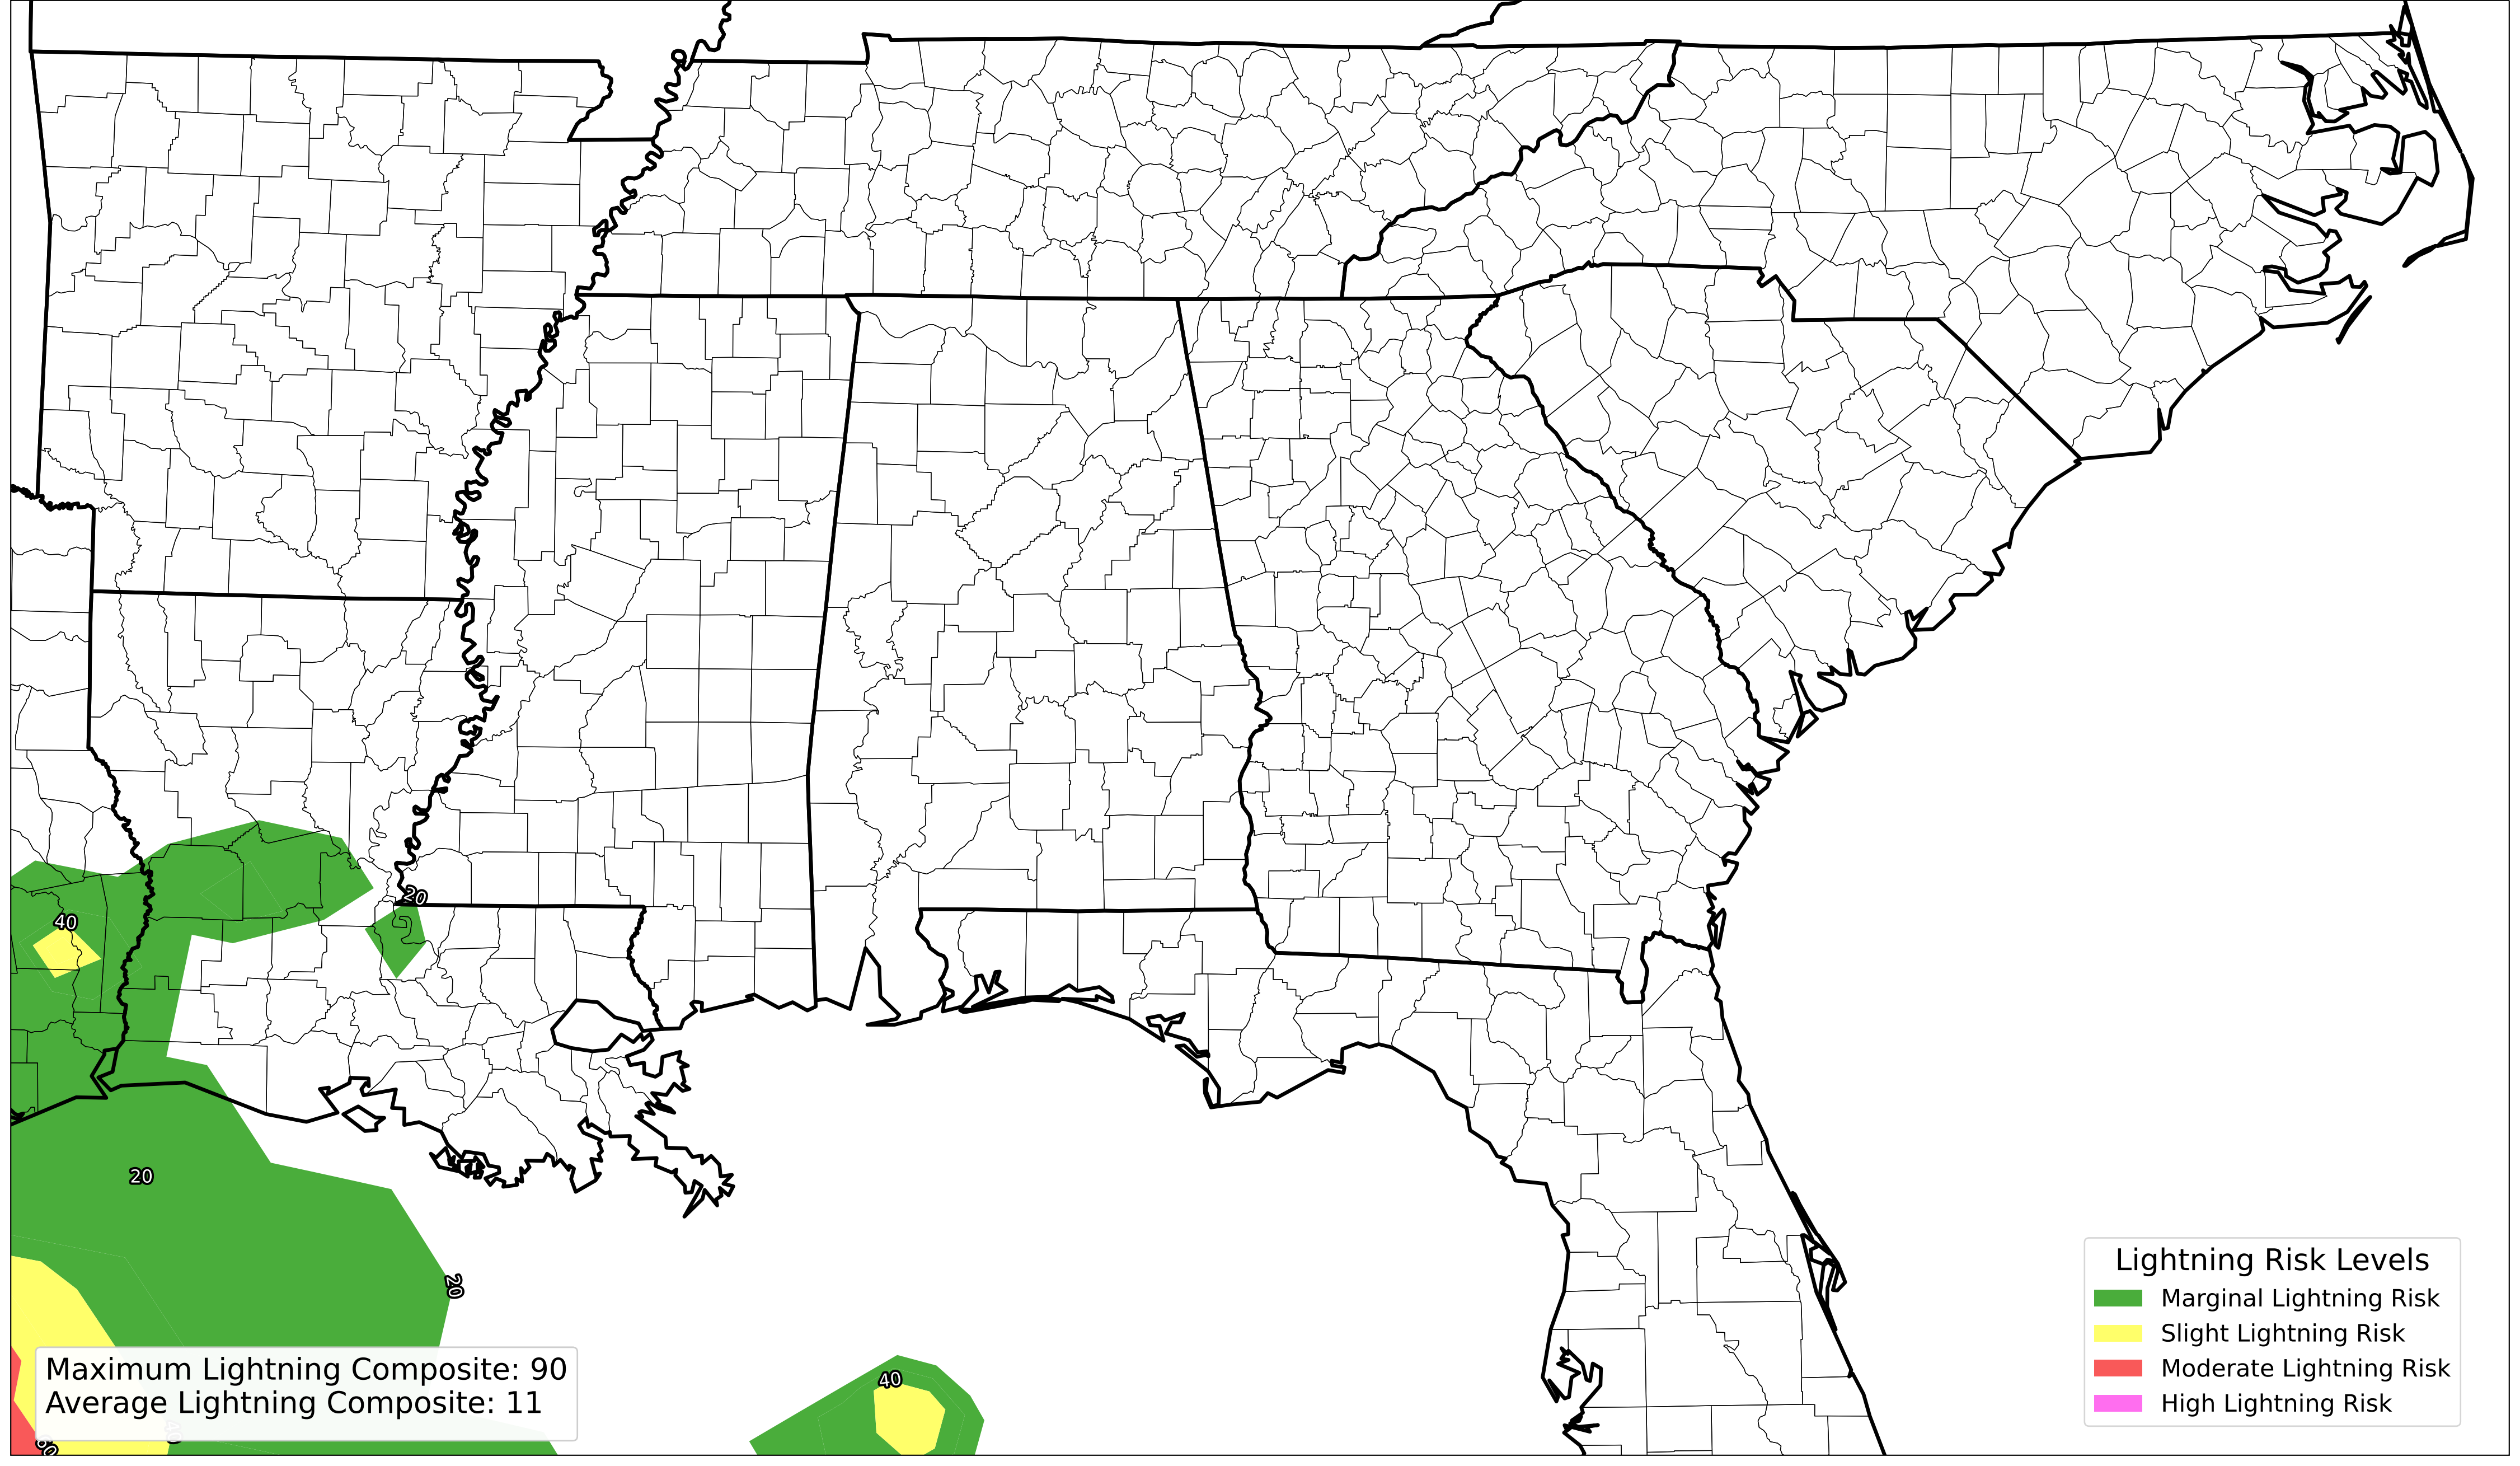 20
40
20
20
40
Maximum Lightning Composite: 90
Average Lightning Composite: 11
Lightning Risk Levels
Marginal Lightning Risk
Slight Lightning Risk
Moderate Lightning Risk
High Lightning Risk